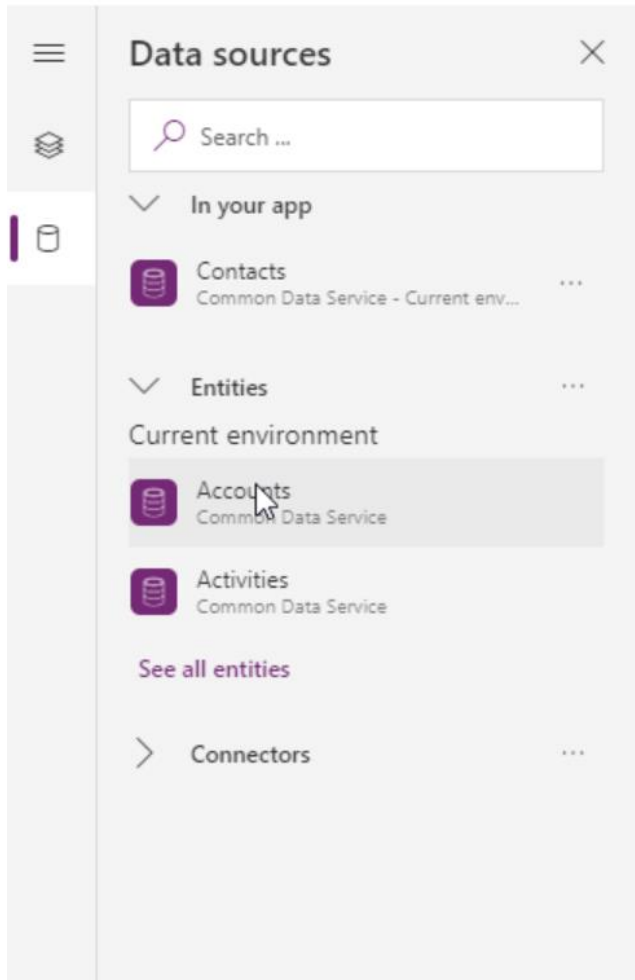 Data sources
Search ...
In your app
Contacts
Common Data Service - Current env...
Entities
Current environment
Accounts
Common Data Service
Activities
Common Data Service
See all entities
Connectors